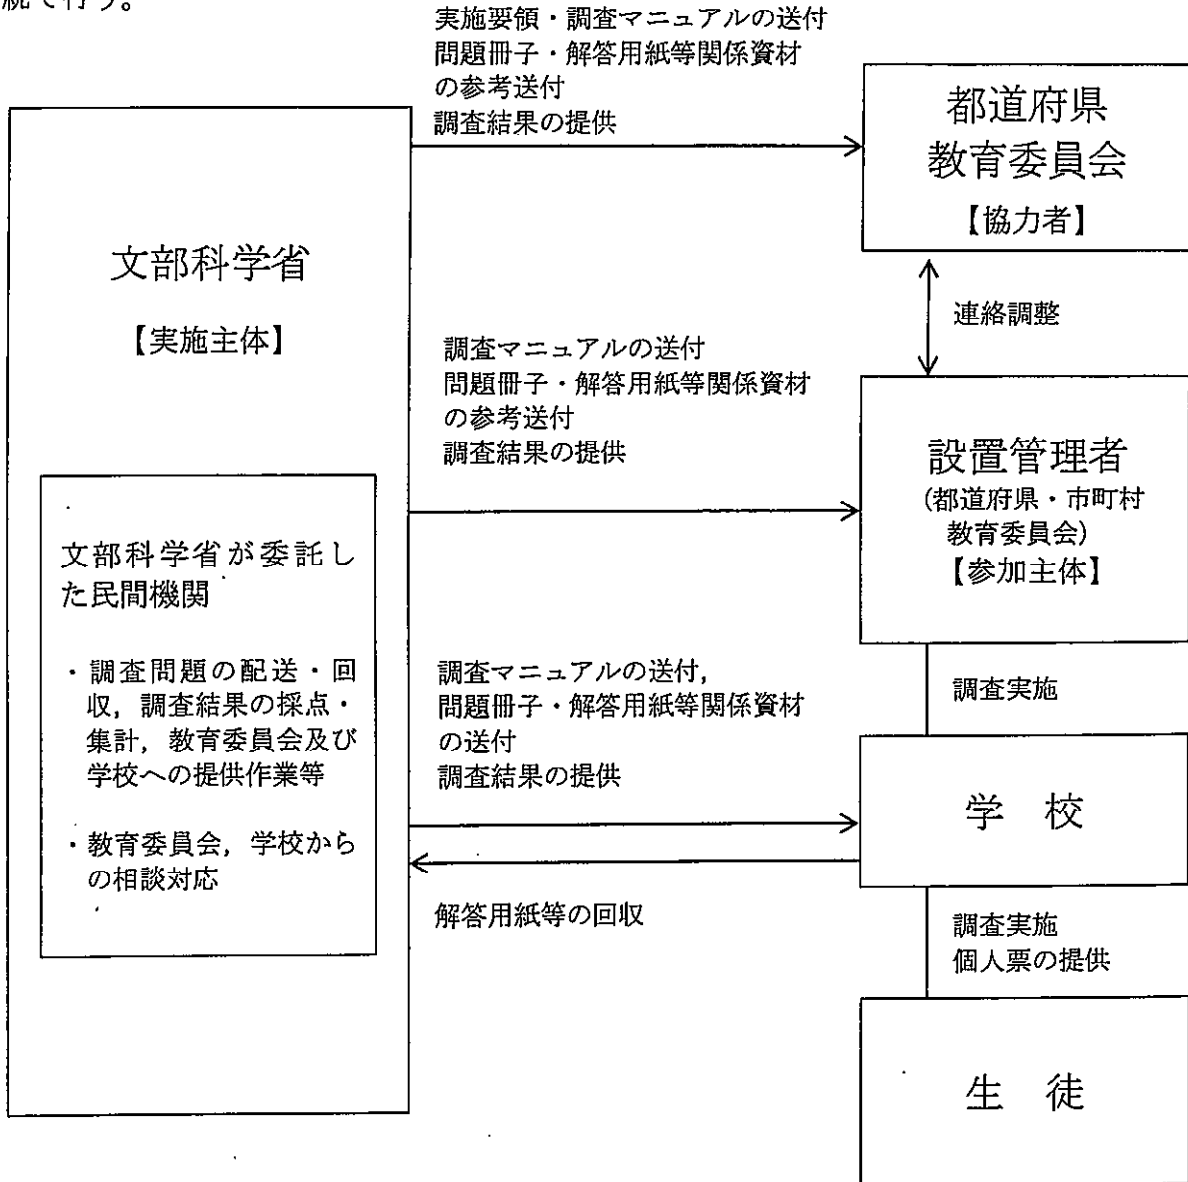 統で行う。
実施要領・調査マニュアルの送付
問題冊子・解答用紙等関係資材
の参考送付
調査結果の提供
都道府県
教育委員会
【協力者】
連絡調整
文部科学省
【実施主体】
調査マニュアルの送付
問題冊子・解答用紙等関係資材
の参考送付
調査結果の提供
設置管理者
(都道府県・市町村
教育委員会)
【参加主体】
調査実施
文部科学省が委託し
た民間機関
・調査問題の配送・回
収，調査結果の採点・
集計，教育委員会及び
学校への提供作業等
・教育委員会，学校から
の相談対応
調査マニュアルの送付，
問題冊子・解答用紙等関係資材
の送付
調査結果の提供
学　校
解答用紙等の回収
調査実施
個人票の提供
生　徒